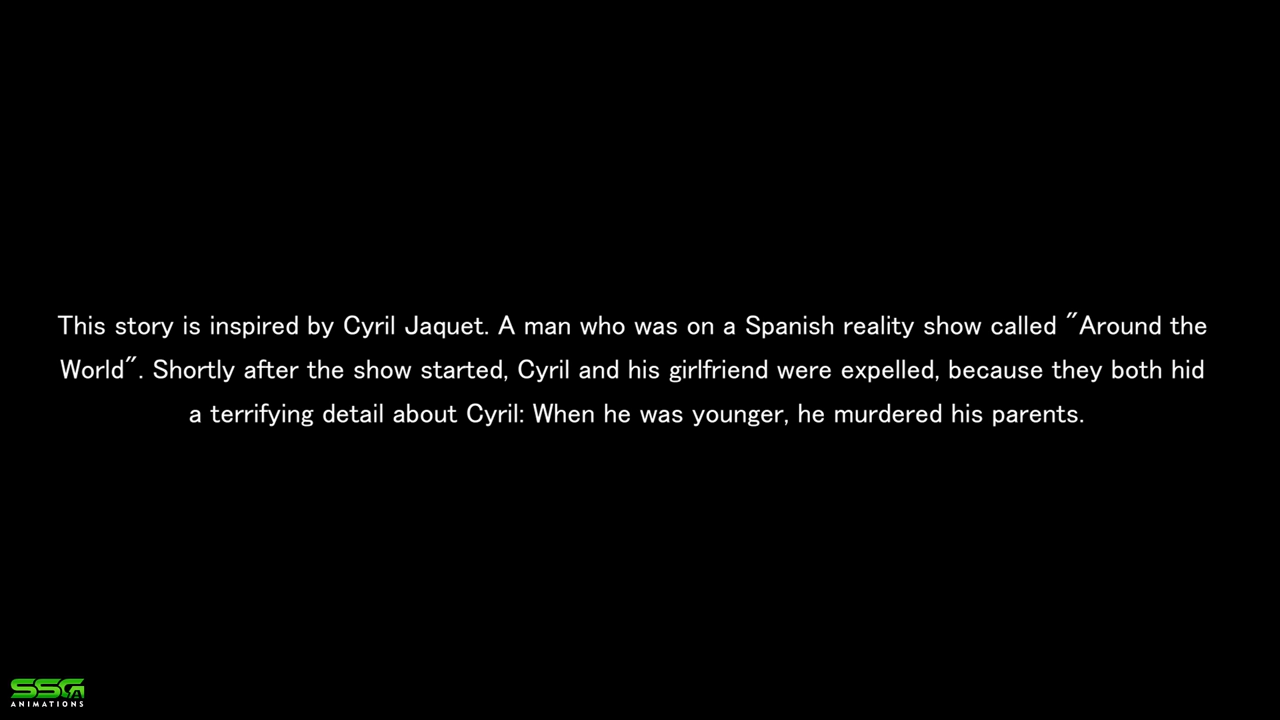 This story is inspired by Cyril Jaquet. A man who was on a Spanish reality show called "Around the
World". Shortly after the show started, Cyril and his girlfriend were expelled, because they both hid
a terrifying detail about Cyril: When he was younger, he murdered his parents.
SSGA
ANIMATIONS